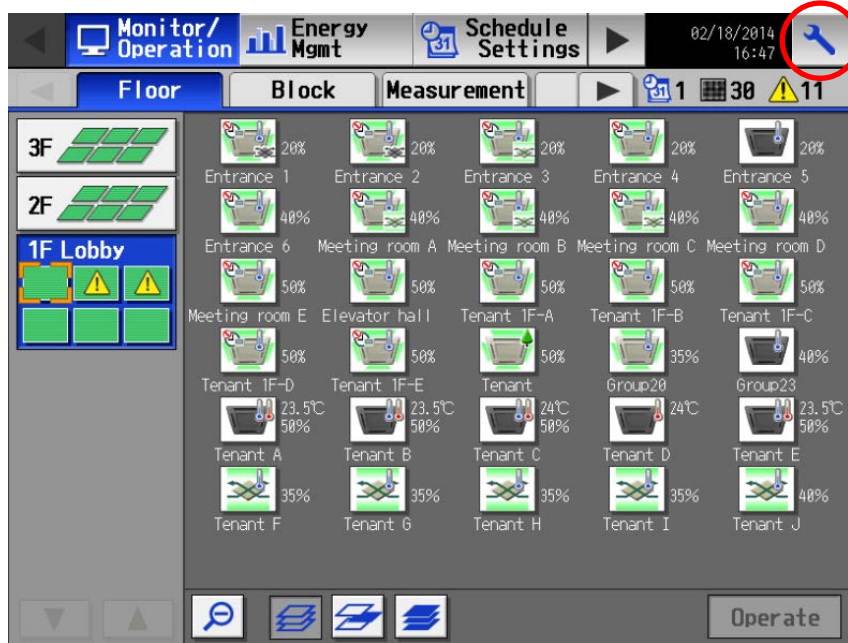 Monitor/ Operation Energy Mgmt 31 Schedule Settings 02/18/2014 16:47
Floor Block Measurement 31 1 30 11
3F
2F
1F Lobby
20% 20% 20% 20% 20%
Entrance 1 Entrance 2 Entrance 3 Entrance 4 Entrance 5
40% 40% 40% 40% 40%
Entrance 6 Meeting room A Meeting room B Meeting room C Meeting room D
50% 50% 50% 50% 50%
Meeting room E Elevator hall Tenant 1F-A Tenant 1F-B Tenant 1F-C
50% 50% 50% 35% 40%
Tenant 1F-D Tenant 1F-E Tenant Group20 Group23
23.5℃ 23.5℃ 24℃ 24℃ 23.5℃
50% 50% 50% 50%
Tenant A Tenant B Tenant C Tenant D Tenant E
35% 35% 35% 35% 40%
Tenant F Tenant G Tenant H Tenant I Tenant J
Operate